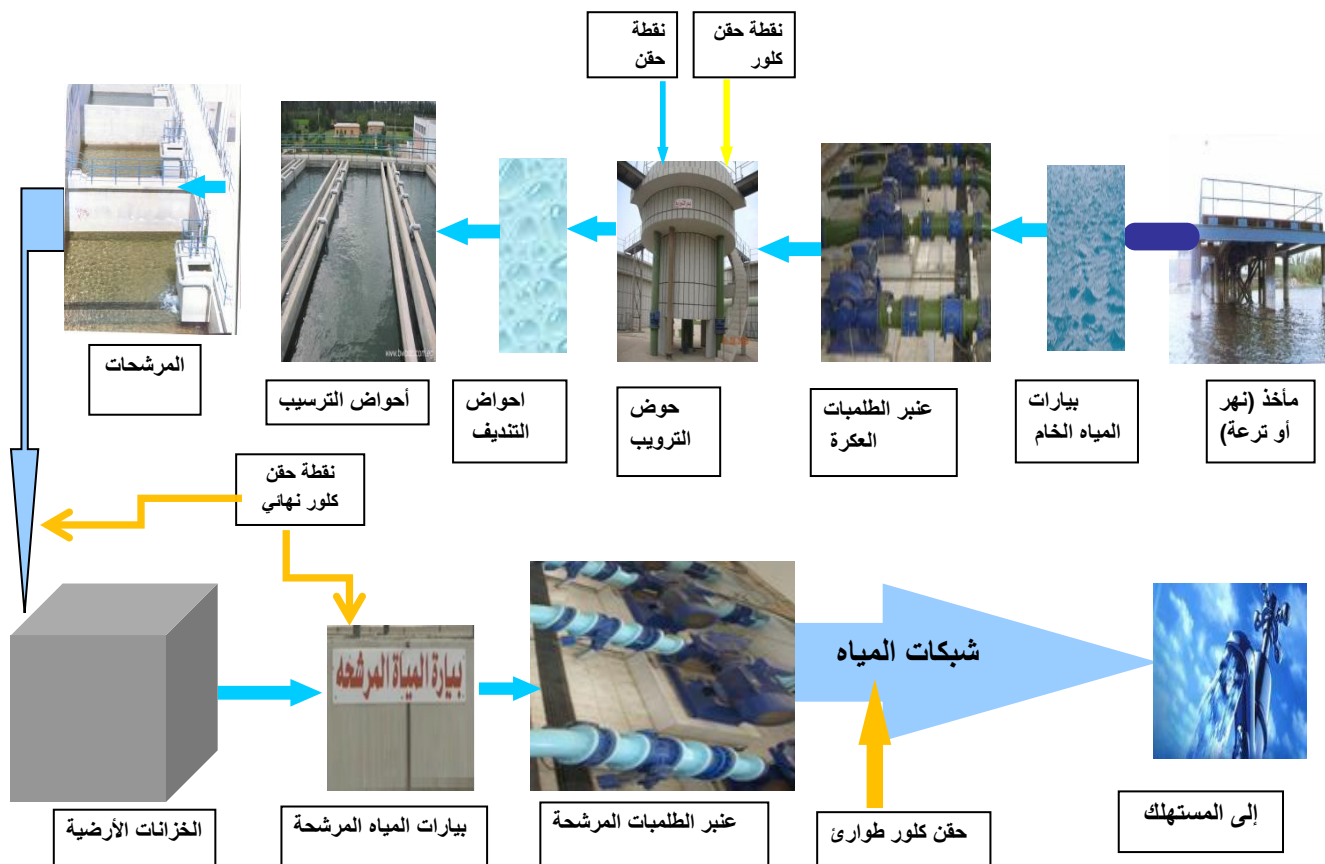 نقطة حقن
كلور
نقطة
حقن
مأخذ (نهر
أو ترعة)
بيارات
المياه الخام
عنبر الطلمبات
العكرة
حوض
الترويب
احواض
التنديف
أحواض الترسيب
المرشحات
نقطة حقن
كلور نهائي
الخزانات الأرضية
بيارة المياة المرشحه
بيارات المياه المرشحة
عنبر الطلمبات المرشحة
شبكات المياه
حقن كلور طوارئ
إلى المستهلك